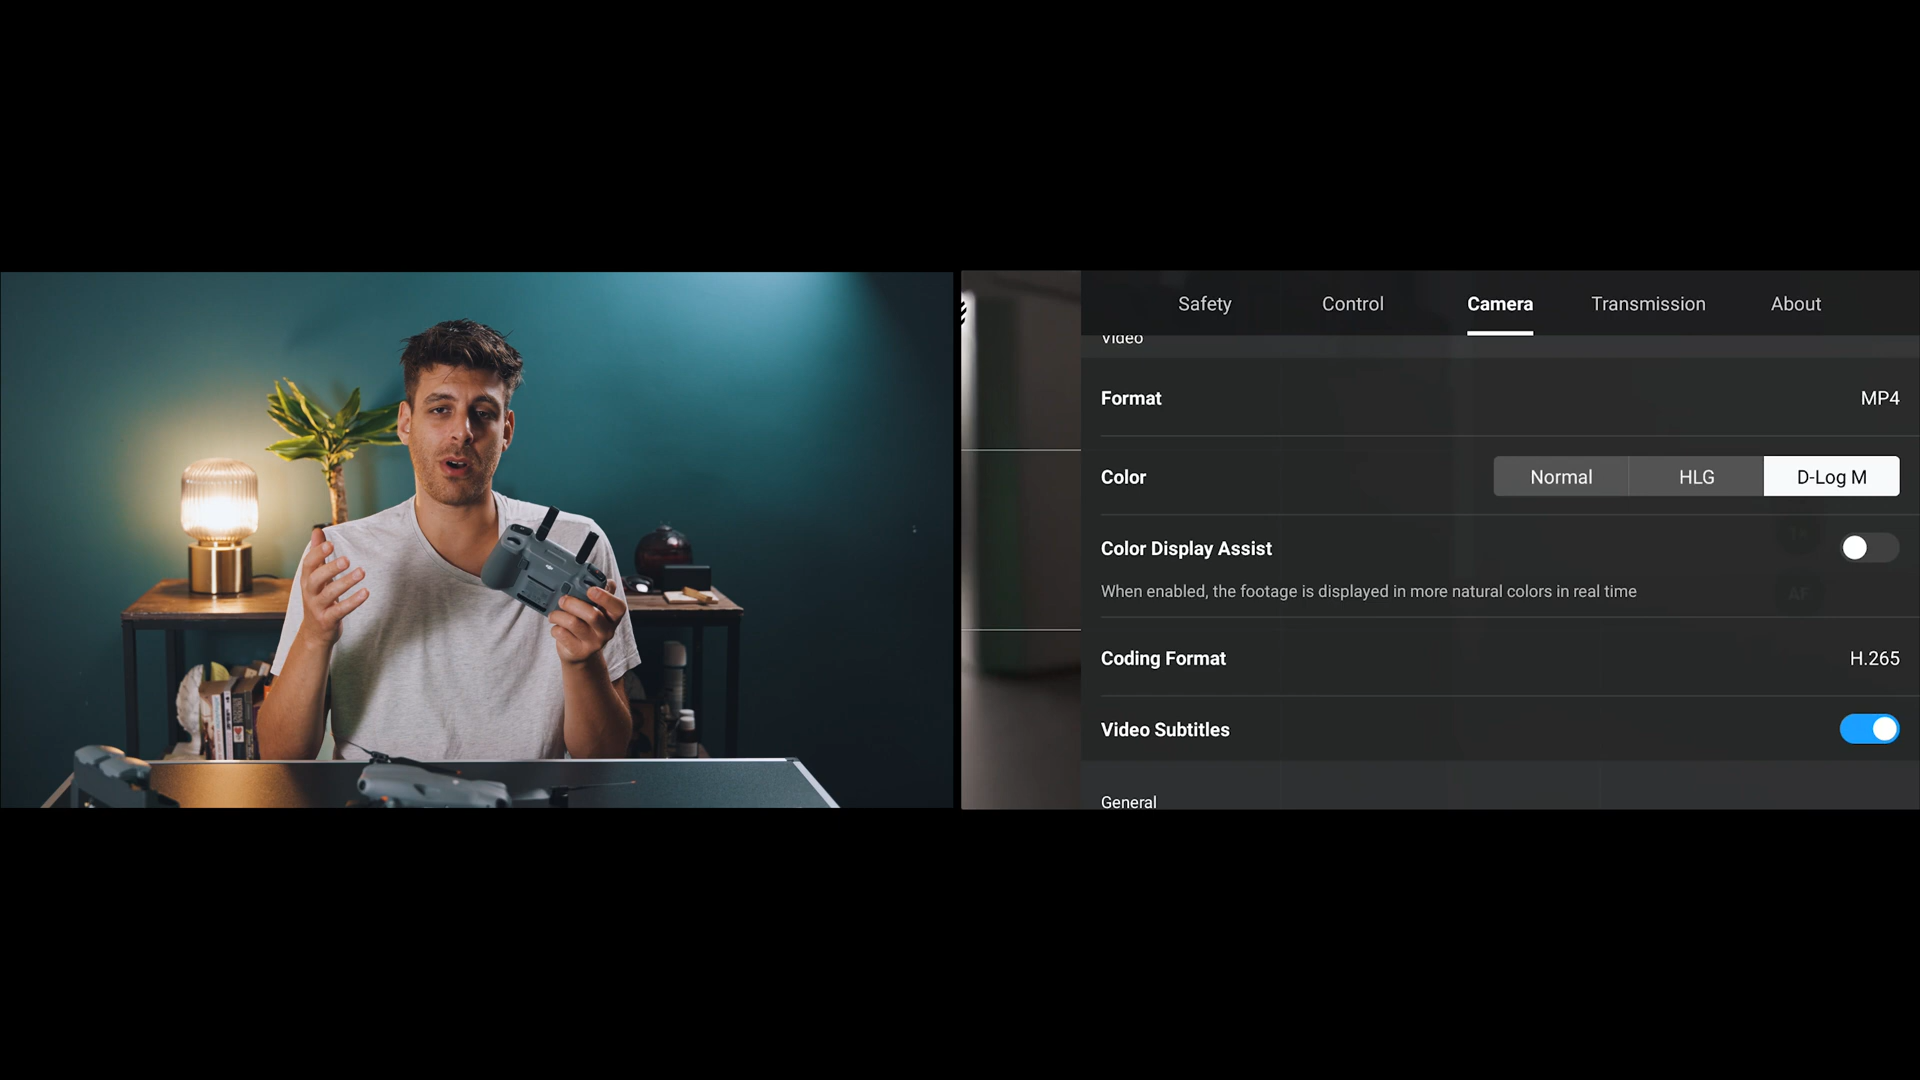 Safety Control Camera Transmission About
Video
Format MP4
Color Normal HLG D-Log M
Color Display Assist
When enabled, the footage is displayed in more natural colors in real time
AF
Coding Format H.265
Video Subtitles
General